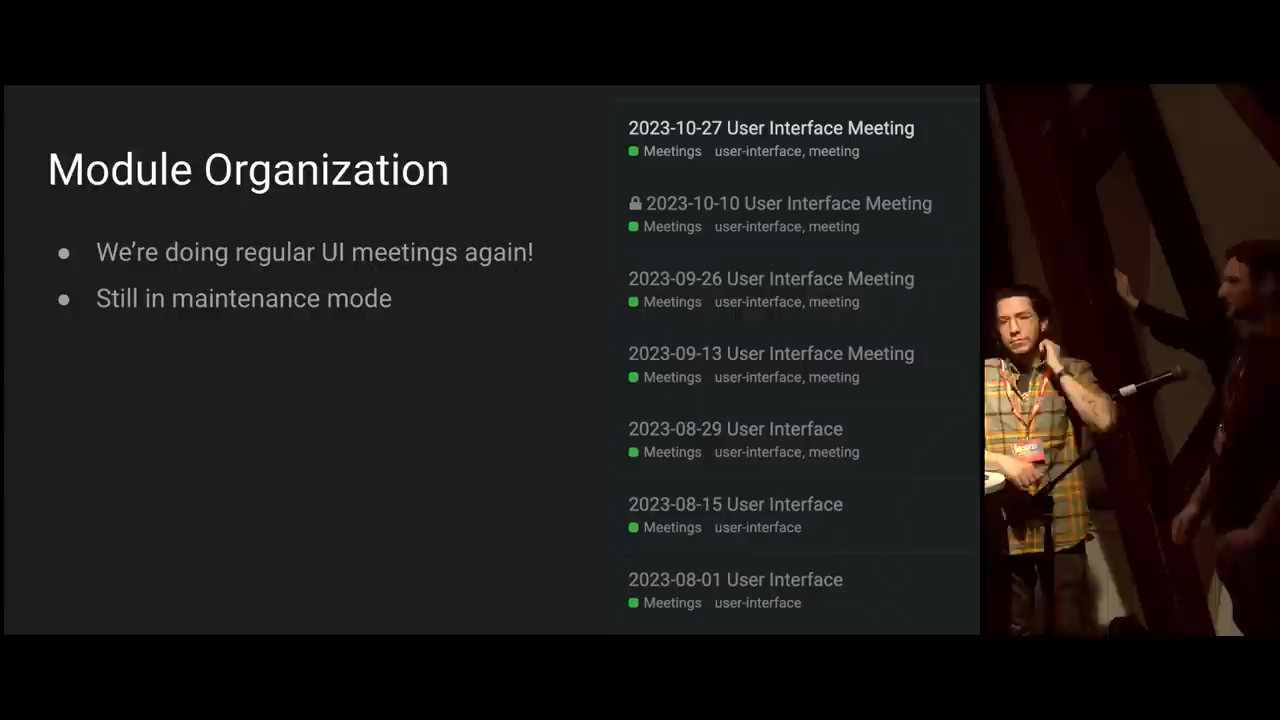 Module Organization
● We’re doing regular UI meetings again!
● Still in maintenance mode
2023-10-27 User Interface Meeting
Meetings user-interface, meeting
2023-10-10 User Interface Meeting
Meetings user-interface, meeting
2023-09-26 User Interface Meeting
Meetings user-interface, meeting
2023-09-13 User Interface Meeting
Meetings user-interface, meeting
2023-08-29 User Interface
Meetings user-interface, meeting
2023-08-15 User Interface
Meetings user-interface
2023-08-01 User Interface
Meetings user-interface